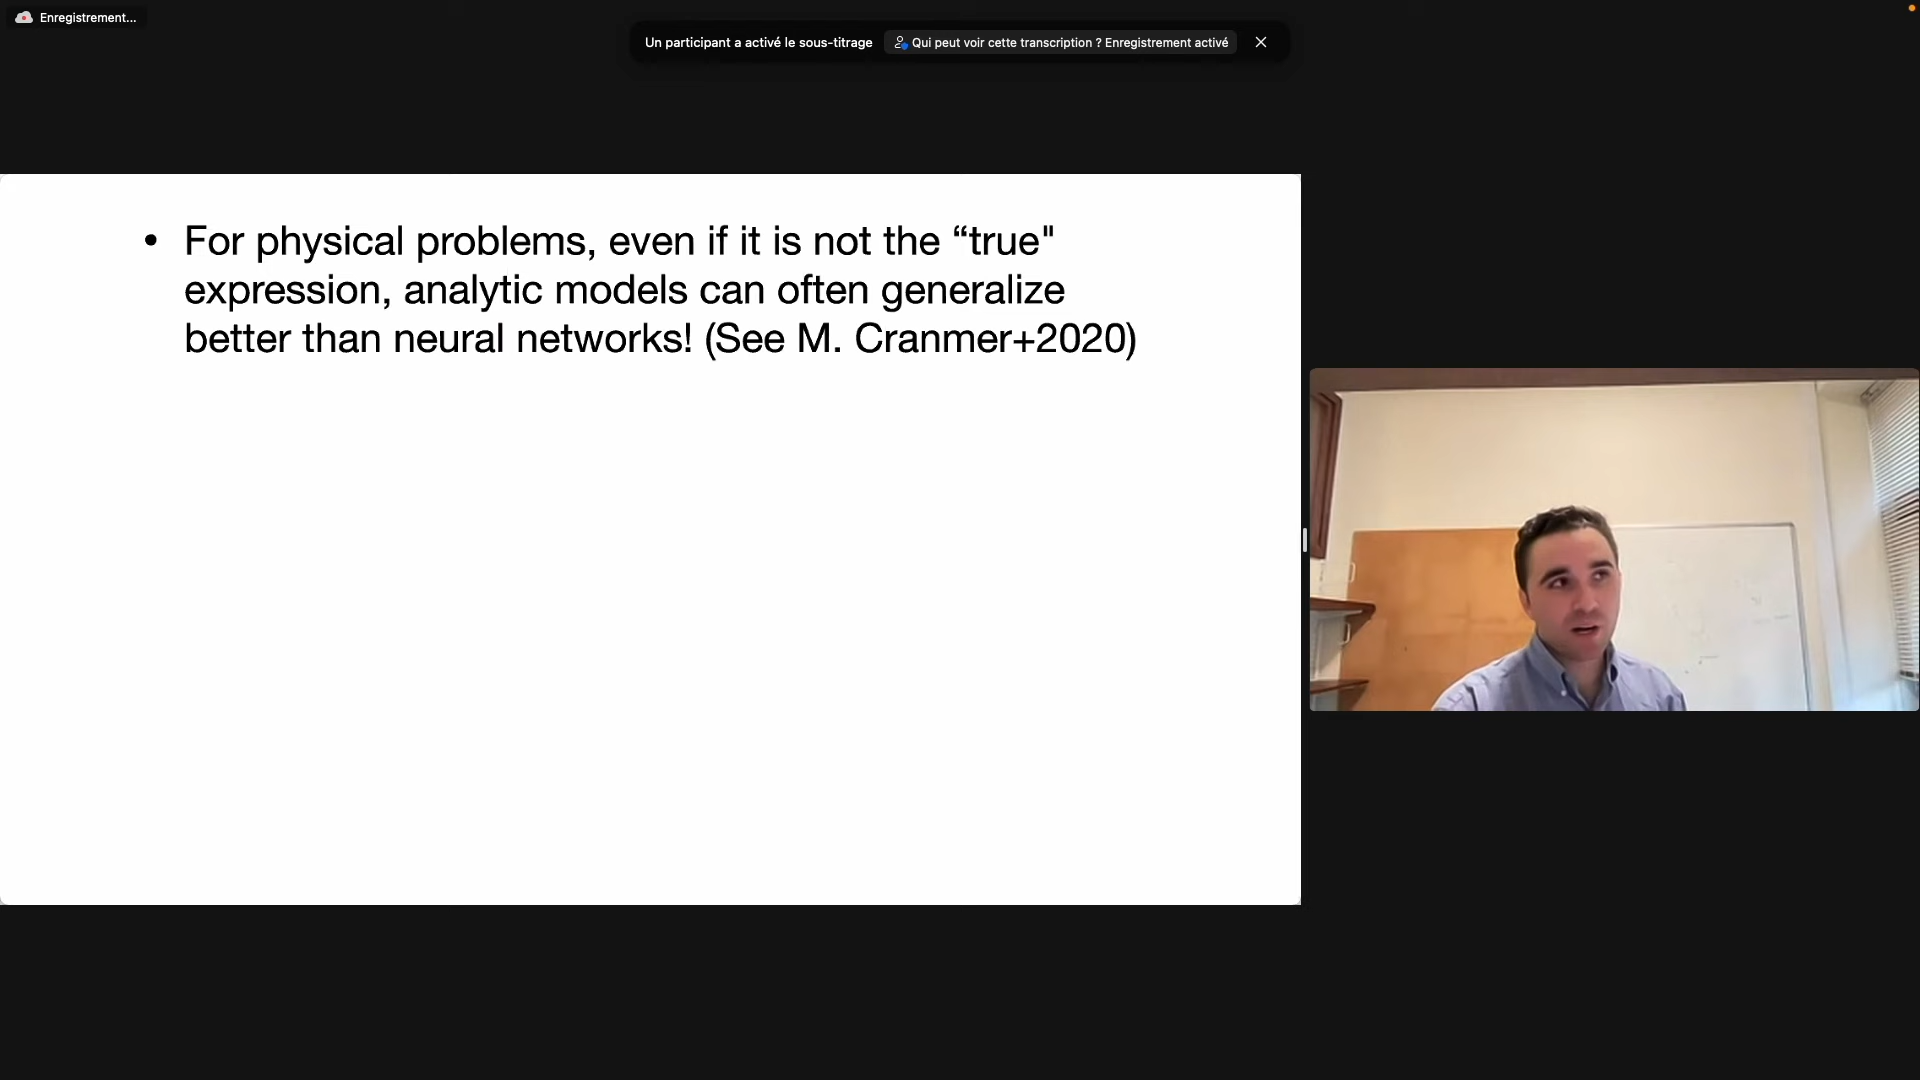 Enregistrement...
Un participant a activé le sous-titrage
Qui peut voir cette transcription ? Enregistrement activé
• For physical problems, even if it is not the “true"
expression, analytic models can often generalize
better than neural networks! (See M. Cranmer+2020)